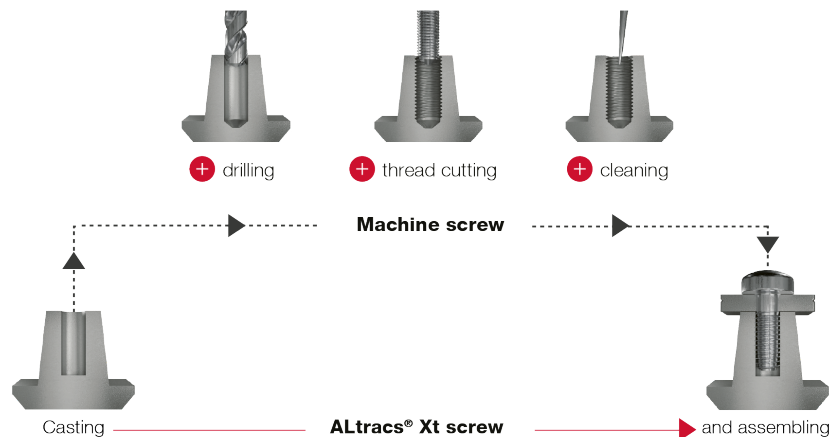 + drilling
+ thread cutting
+ cleaning
Machine screw
Casting
ALtracs® Xt screw
and assembling